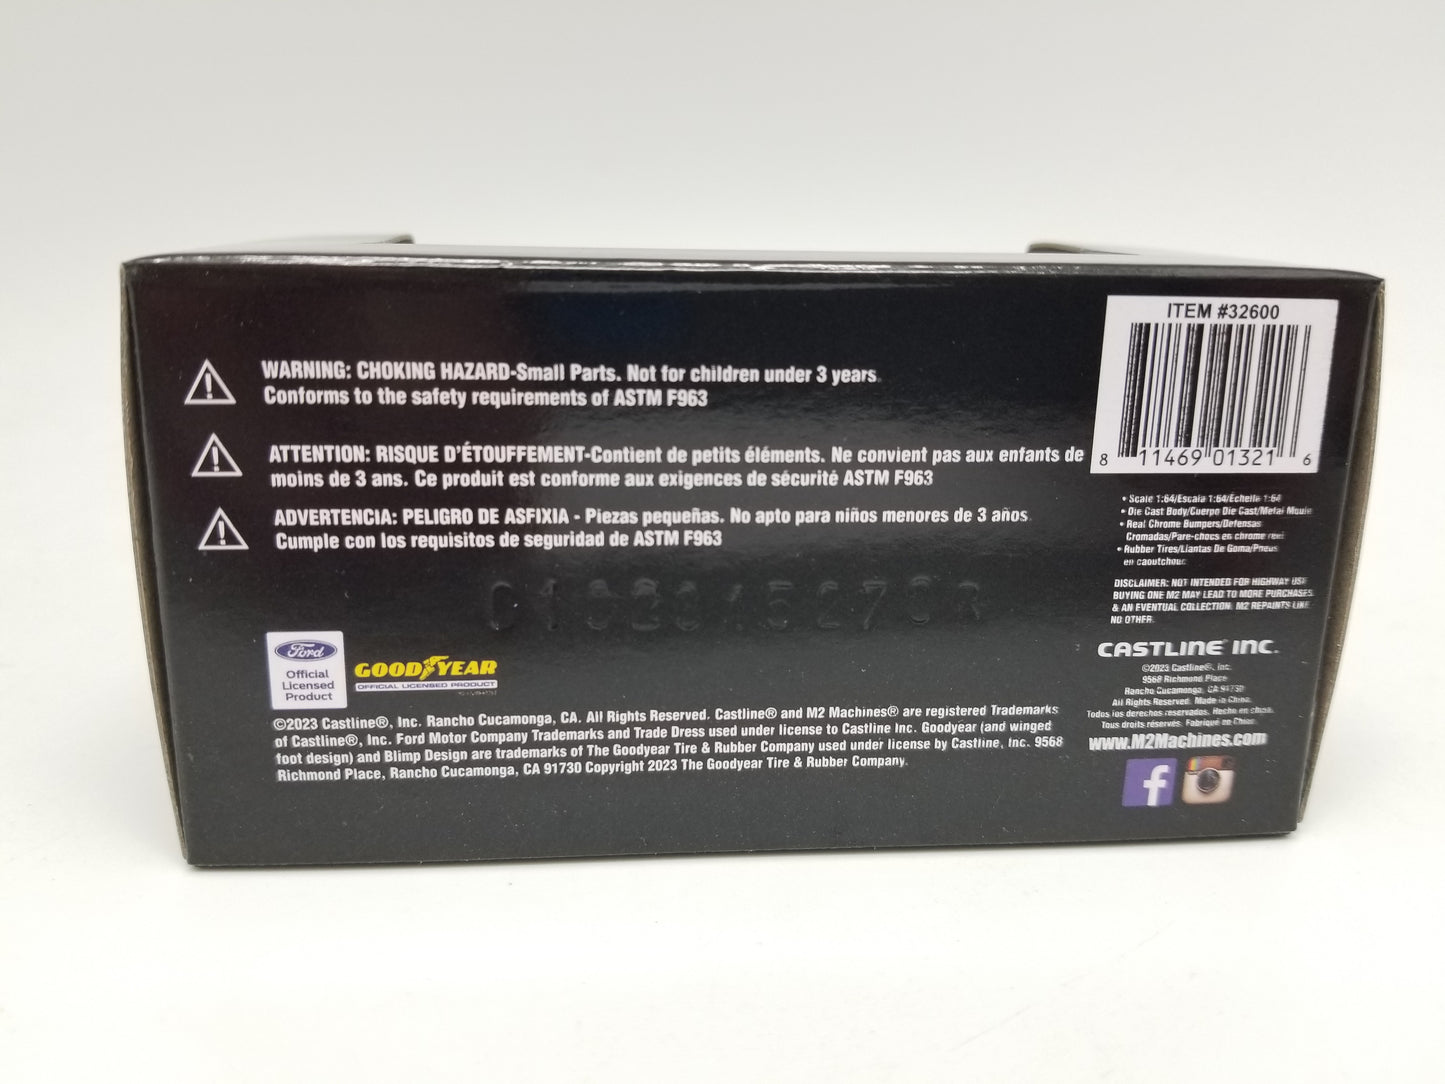 ITEM #32600
8 11469 01321 6
WARNING: CHOKING HAZARD-Small Parts. Not for children under 3 years.
Conforms to the safety requirements of ASTM F963
ATTENTION: RISQUE D'ÉTOUFFEMENT-Contient de petits éléments. Ne convient pas aux enfants de
moins de 3 ans. Ce produit est conforme aux exigences de sécurité ASTM F963
ADVERTENCIA: PELIGRO DE ASFIXIA - Piezas pequeñas. No apto para niños menores de 3 años.
Cumple con los requisitos de seguridad de ASTM F963
Ford
Official
Licensed
Product
GOODYEAR
OFFICIAL LICENSED PRODUCT
©2023 Castline®, Inc. Rancho Cucamonga, CA. All Rights Reserved. Castline® and M2 Machines® are registered Trademarks
of Castline®, Inc. Ford Motor Company Trademarks and Trade Dress used under license to Castline Inc. Goodyear (and winged
foot design) and Blimp Design are trademarks of The Goodyear Tire & Rubber Company used under license by Castline, Inc. 9568
Richmond Place, Rancho Cucamonga, CA 91730 Copyright 2023 The Goodyear Tire & Rubber Company.
• Scale 1:64/Escala 1:64/Échelle 1:64
• Die Cast Body/Cuerpo Die Cast/Metal Moule
• Real Chrome Bumpers/Defensas
Cromadas/Pare-chocs en chrome reel
• Rubber Tires/Llantas De Goma/Pneus
en caoutchouc
DISCLAIMER: NOT INTENDED FOR HIGHWAY USE
BUYING ONE M2 MAY LEAD TO MORE PURCHASES
& AN EVENTUAL COLLECTION. M2 REPAINTS LIKE
NO OTHER.
CASTLINE INC.
©2023 Castline®, Inc.
9568 Richmond Place
Rancho Cucamonga, CA 91730
All Rights Reserved. Made in China.
Todos los derechos reservados. Hecho en china.
Tous droits réservés. Fabriqué en Chine.
www.M2Machines.com
f